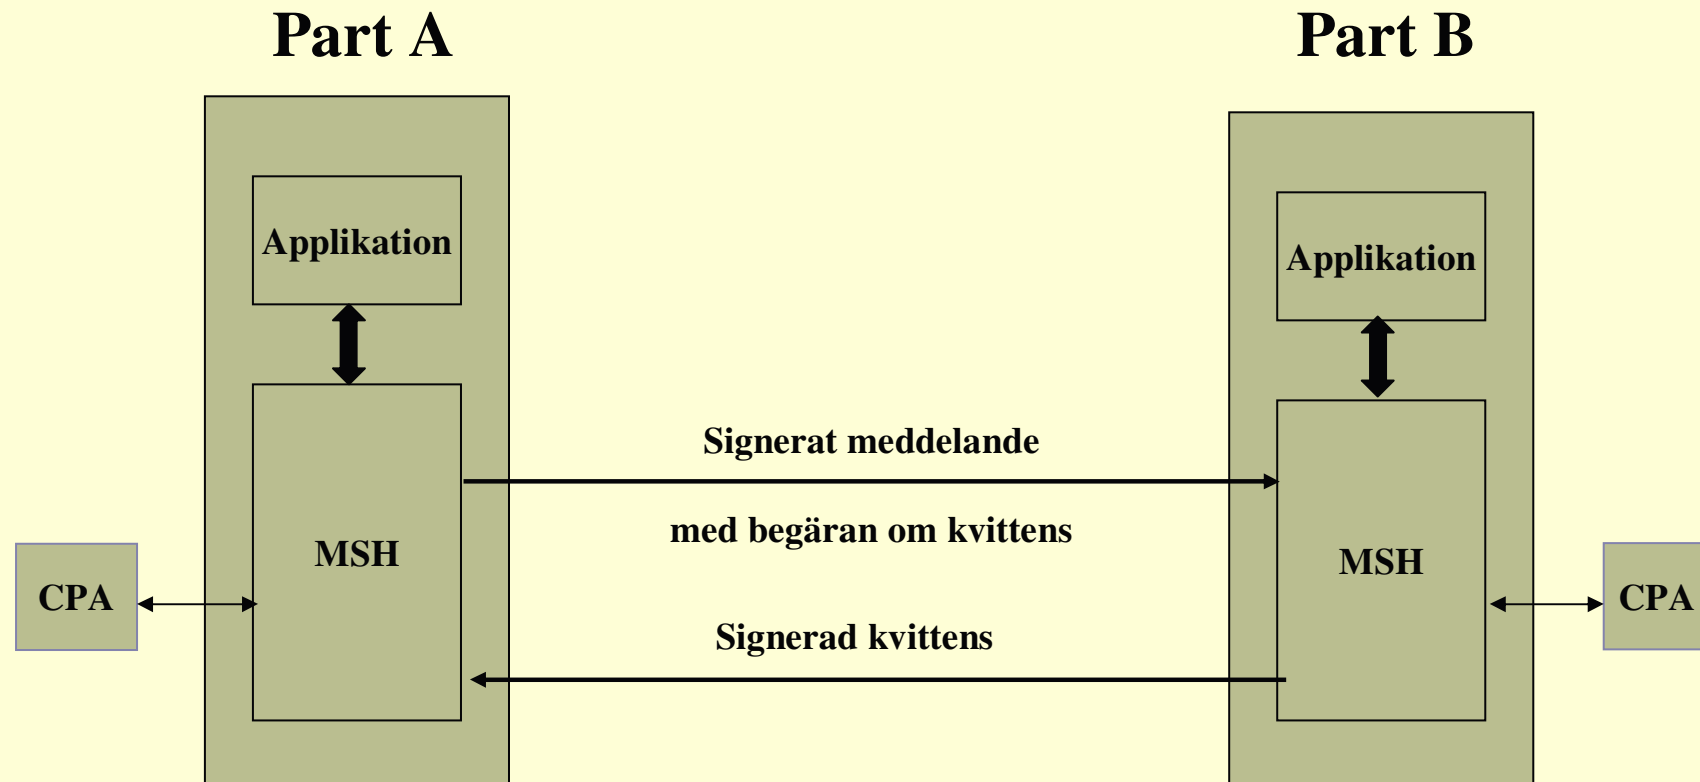 Part A
Part B
Applikation
Applikation
Signerat meddelande
med begäran om kvittens
MSH
MSH
CPA
CPA
Signerad kvittens